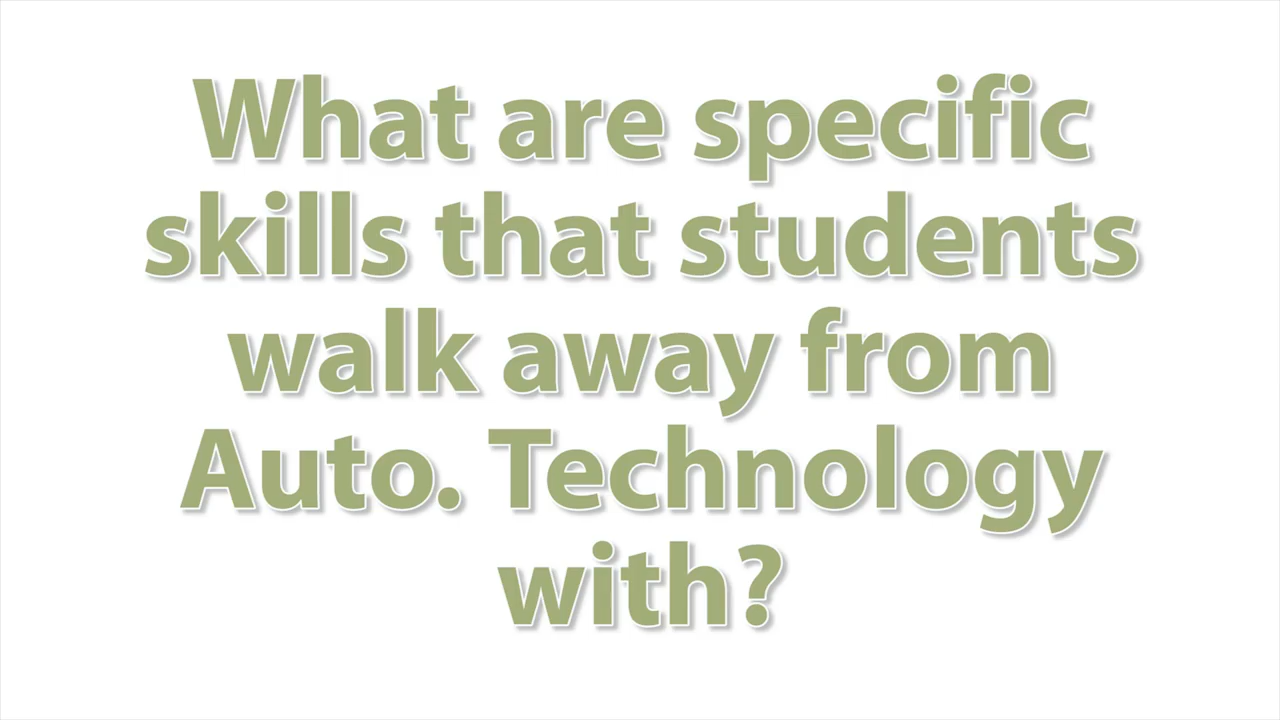 What are specific
skills that students
walk away from
Auto. Technology
with?